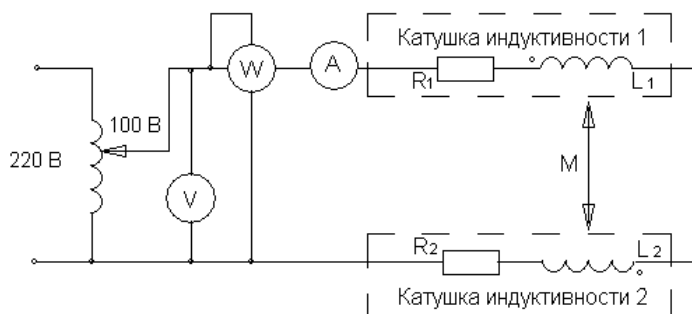 Катушка индуктивности 1
W
A
R1
L1
100 В
220 В
V
M
R2
L2
Катушка индуктивности 2